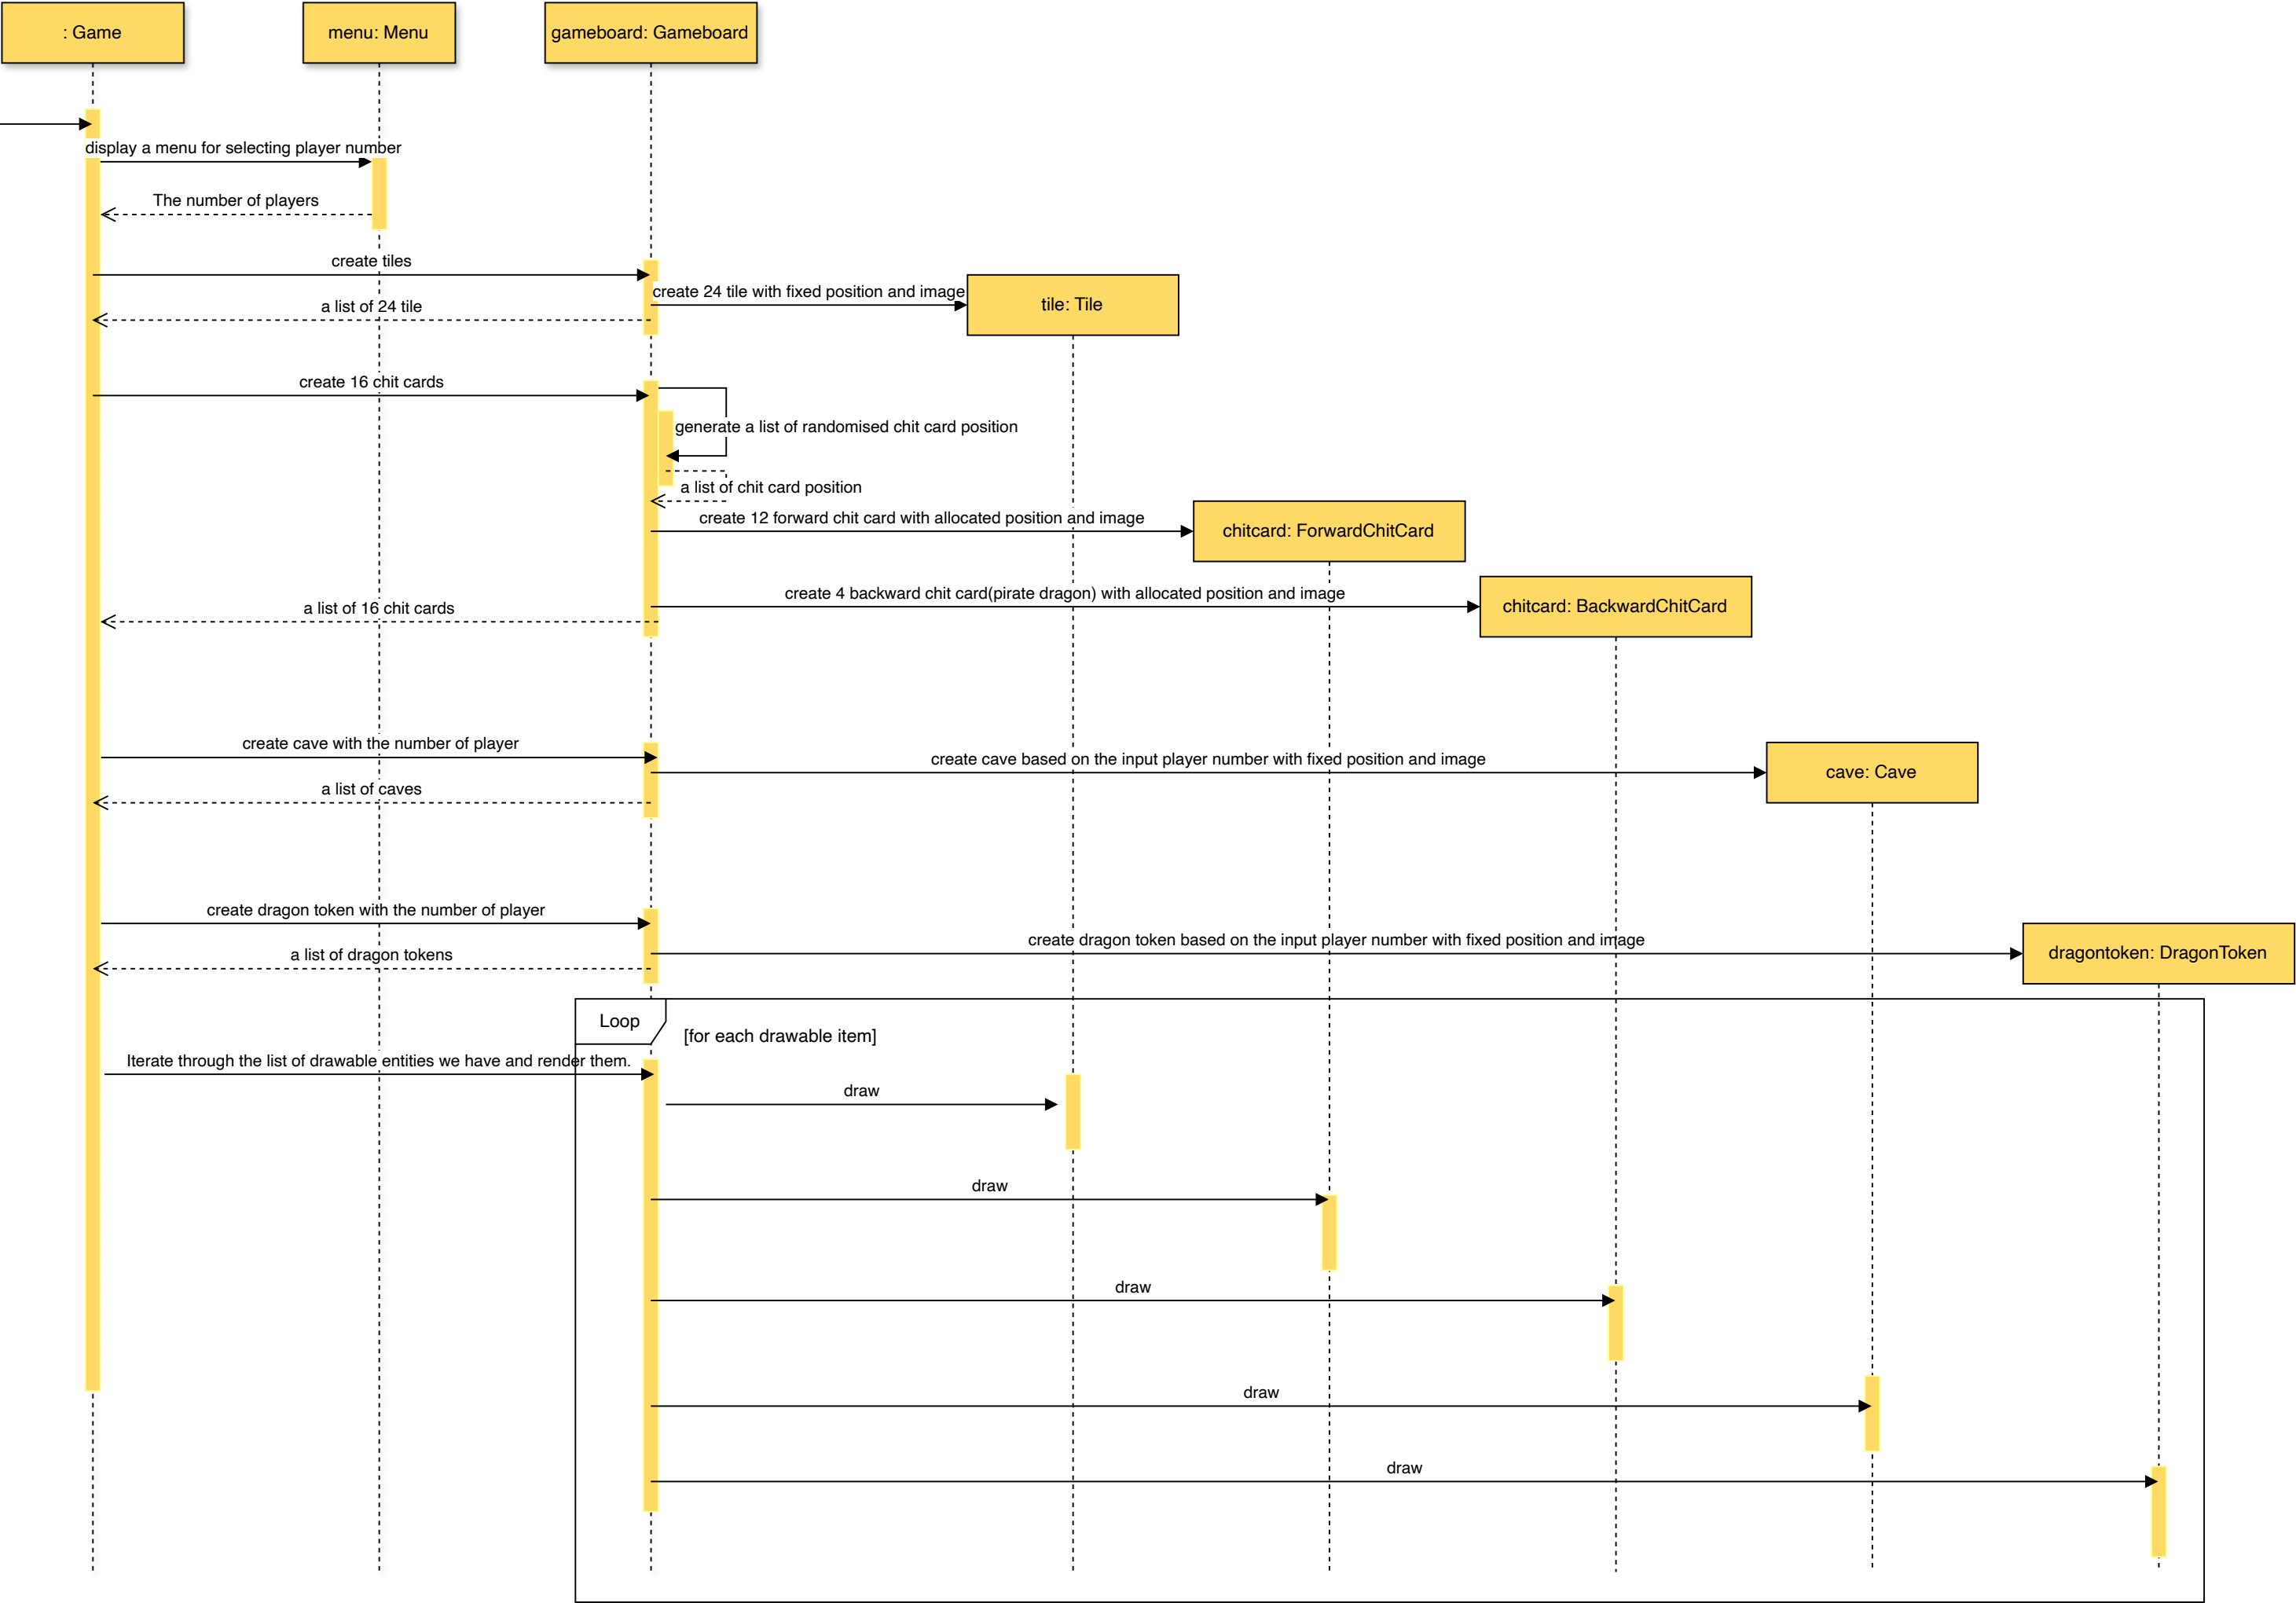 : Game
menu: Menu
gameboard: Gameboard
display a menu for selecting player number
The number of players
create tiles
create 24 tile with fixed position and image
tile: Tile
a list of 24 tile
create 16 chit cards
generate a list of randomised chit card position
a list of chit card position
create 12 forward chit card with allocated position and image
chitcard: ForwardChitCard
create 4 backward chit card(pirate dragon) with allocated position and image
chitcard: BackwardChitCard
a list of 16 chit cards
create cave with the number of player
create cave based on the input player number with fixed position and image
cave: Cave
a list of caves
create dragon token with the number of player
create dragon token based on the input player number with fixed position and image
dragontoken: DragonToken
a list of dragon tokens
Loop
[for each drawable item]
Iterate through the list of drawable entities we have and render them.
draw
draw
draw
draw
draw